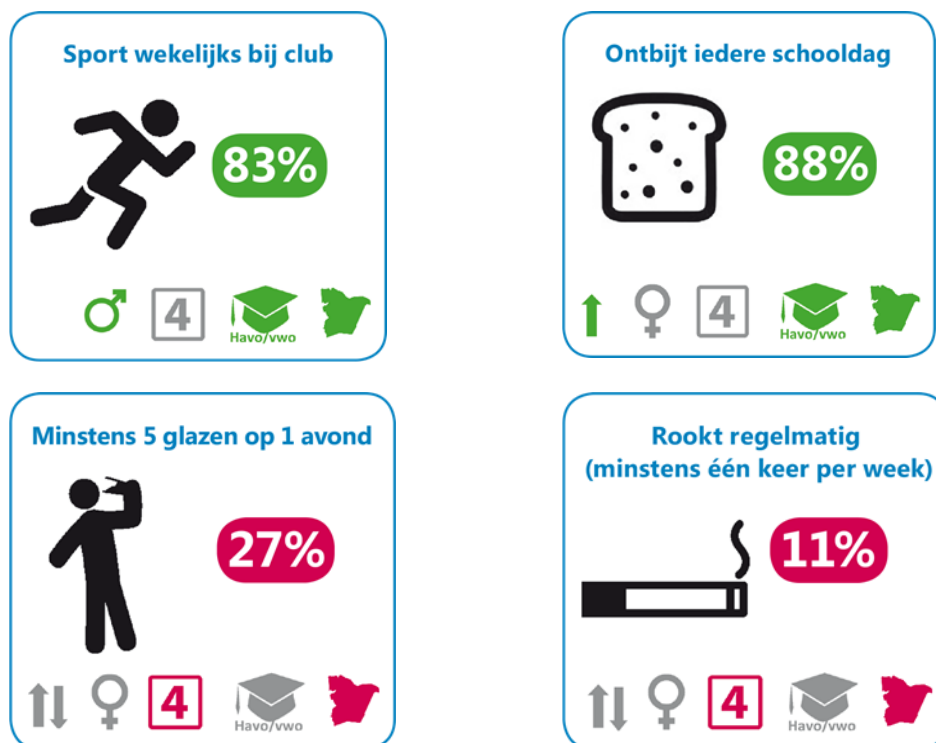 Sport wekelijks bij club
83%
4
Havo/vwo
Ontbijt iedere schooldag
88%
4
Havo/vwo
Minstens 5 glazen op 1 avond
27%
4
Havo/vwo
Rookt regelmatig
(minstens één keer per week)
11%
4
Havo/vwo